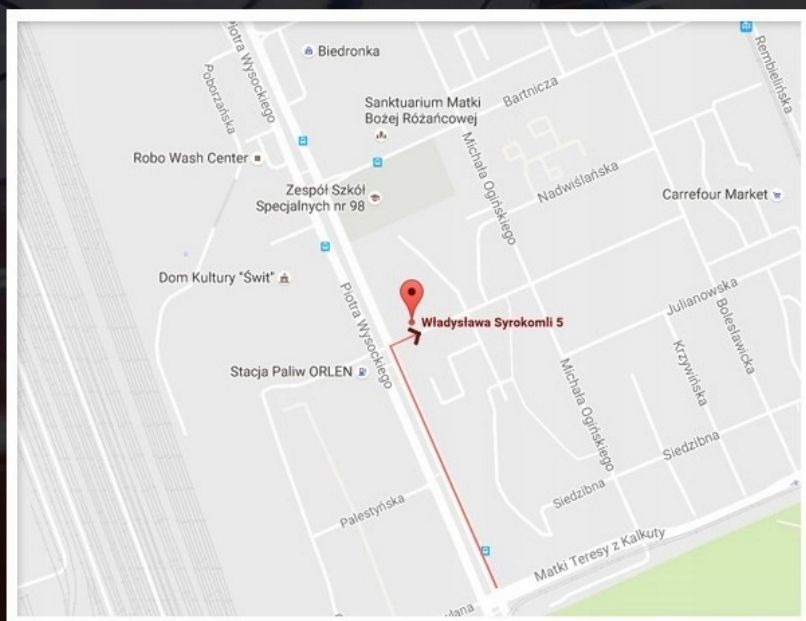 Piotra Wysockiego
Poborzańska
Biedronka
Rembielińska
Bartnicza
Sanktuarium Matki
Bożej Różańcowej
Robo Wash Center
Michała Ogińskiego
Nadwiślańska
Zespół Szkół
Specjalnych nr 98
Carrefour Market
Dom Kultury "Świt"
Piotra Wysockiego
Władysława Syrokomli 5
Julianowska
Bolesławicka
Krzywińska
Stacja Paliw ORLEN
Michała Ogińskiego
Siedzibna
Siedzibna
Palestyńska
Matki Teresy z Kalkuty